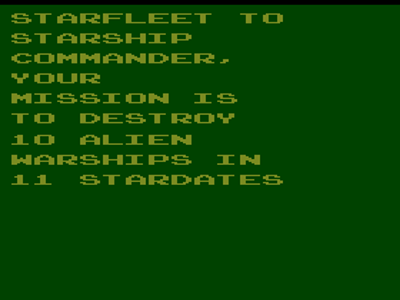 STARFLEET TO
STARSHIP
COMMANDER,
YOUR
MISSION IS
TO DESTROY
10 ALIEN
WARSHIPS IN
11 STARDATES